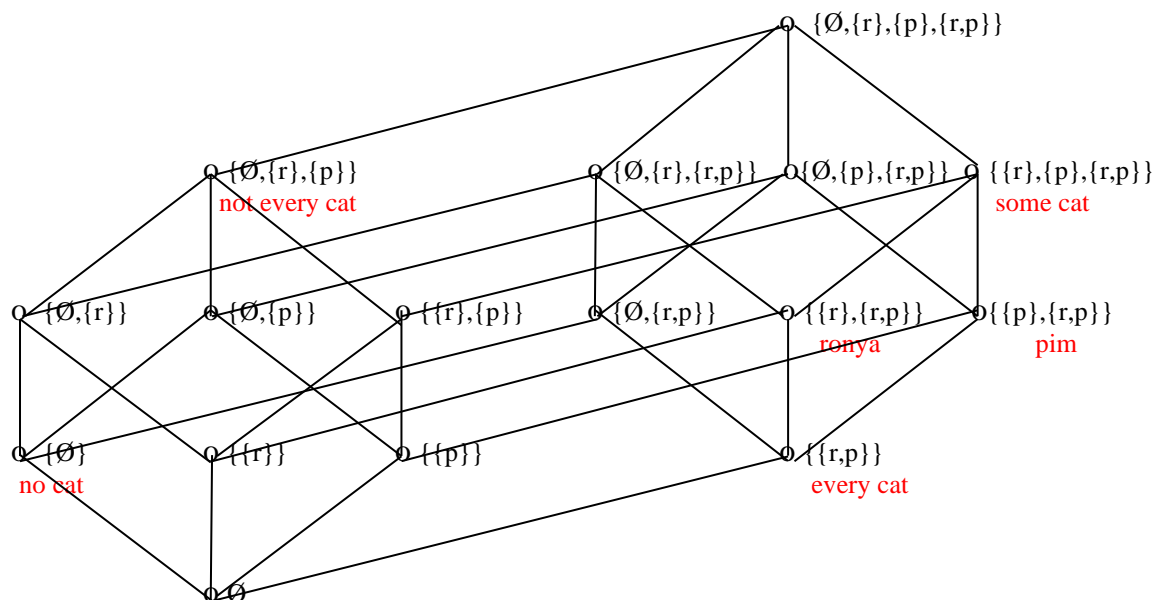 {Ø,{r},{p},{r,p}}
{Ø,{r},{p}} {Ø,{r},{r,p}} {Ø,{p},{r,p}} {{r},{p},{r,p}}
not every cat some cat
{Ø,{r}} {Ø,{p}} {{r},{p}} {Ø,{r,p}} {{r},{r,p}} {{p},{r,p}}
ronya pim
{Ø} {{r}} {{p}} {{r,p}}
no cat every cat
Ø